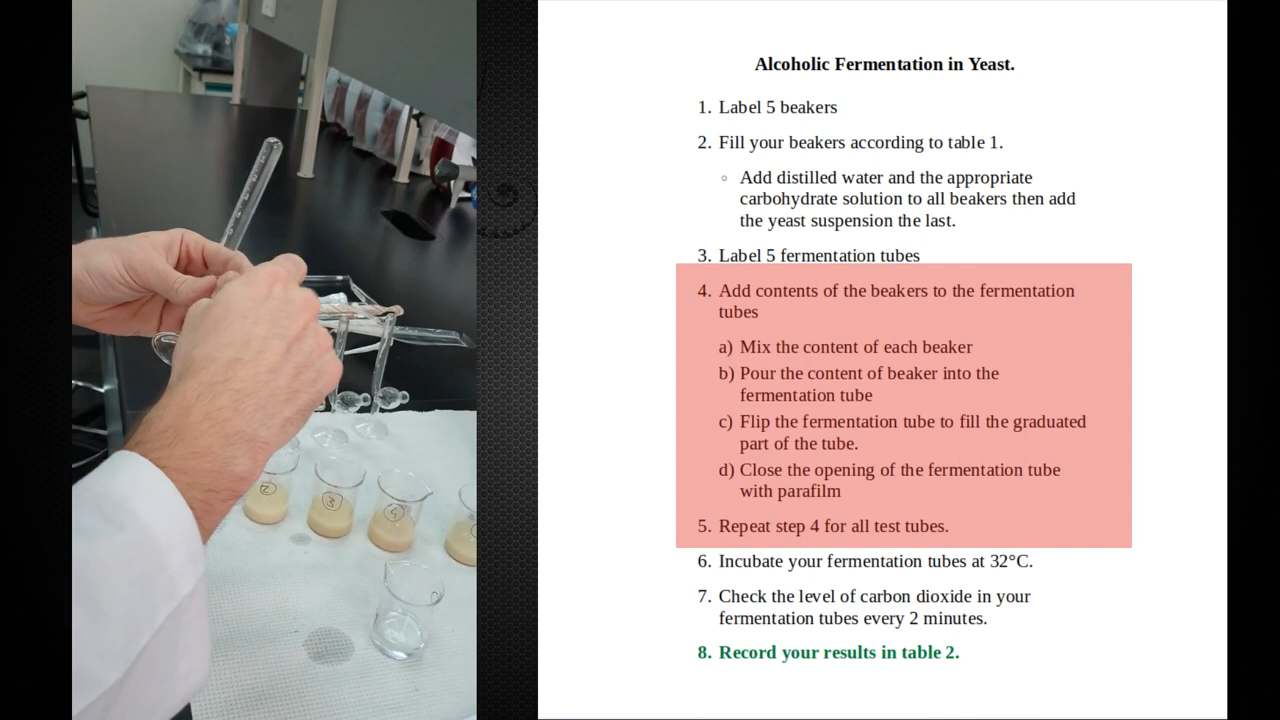 Alcoholic Fermentation in Yeast.
1. Label 5 beakers
2. Fill your beakers according to table 1.
○ Add distilled water and the appropriate
carbohydrate solution to all beakers then add
the yeast suspension the last.
3. Label 5 fermentation tubes
4. Add contents of the beakers to the fermentation
tubes
a) Mix the content of each beaker
b) Pour the content of beaker into the
fermentation tube
c) Flip the fermentation tube to fill the graduated
part of the tube.
d) Close the opening of the fermentation tube
with parafilm
5. Repeat step 4 for all test tubes.
6. Incubate your fermentation tubes at 32°C.
7. Check the level of carbon dioxide in your
fermentation tubes every 2 minutes.
8. Record your results in table 2.
2
3
4